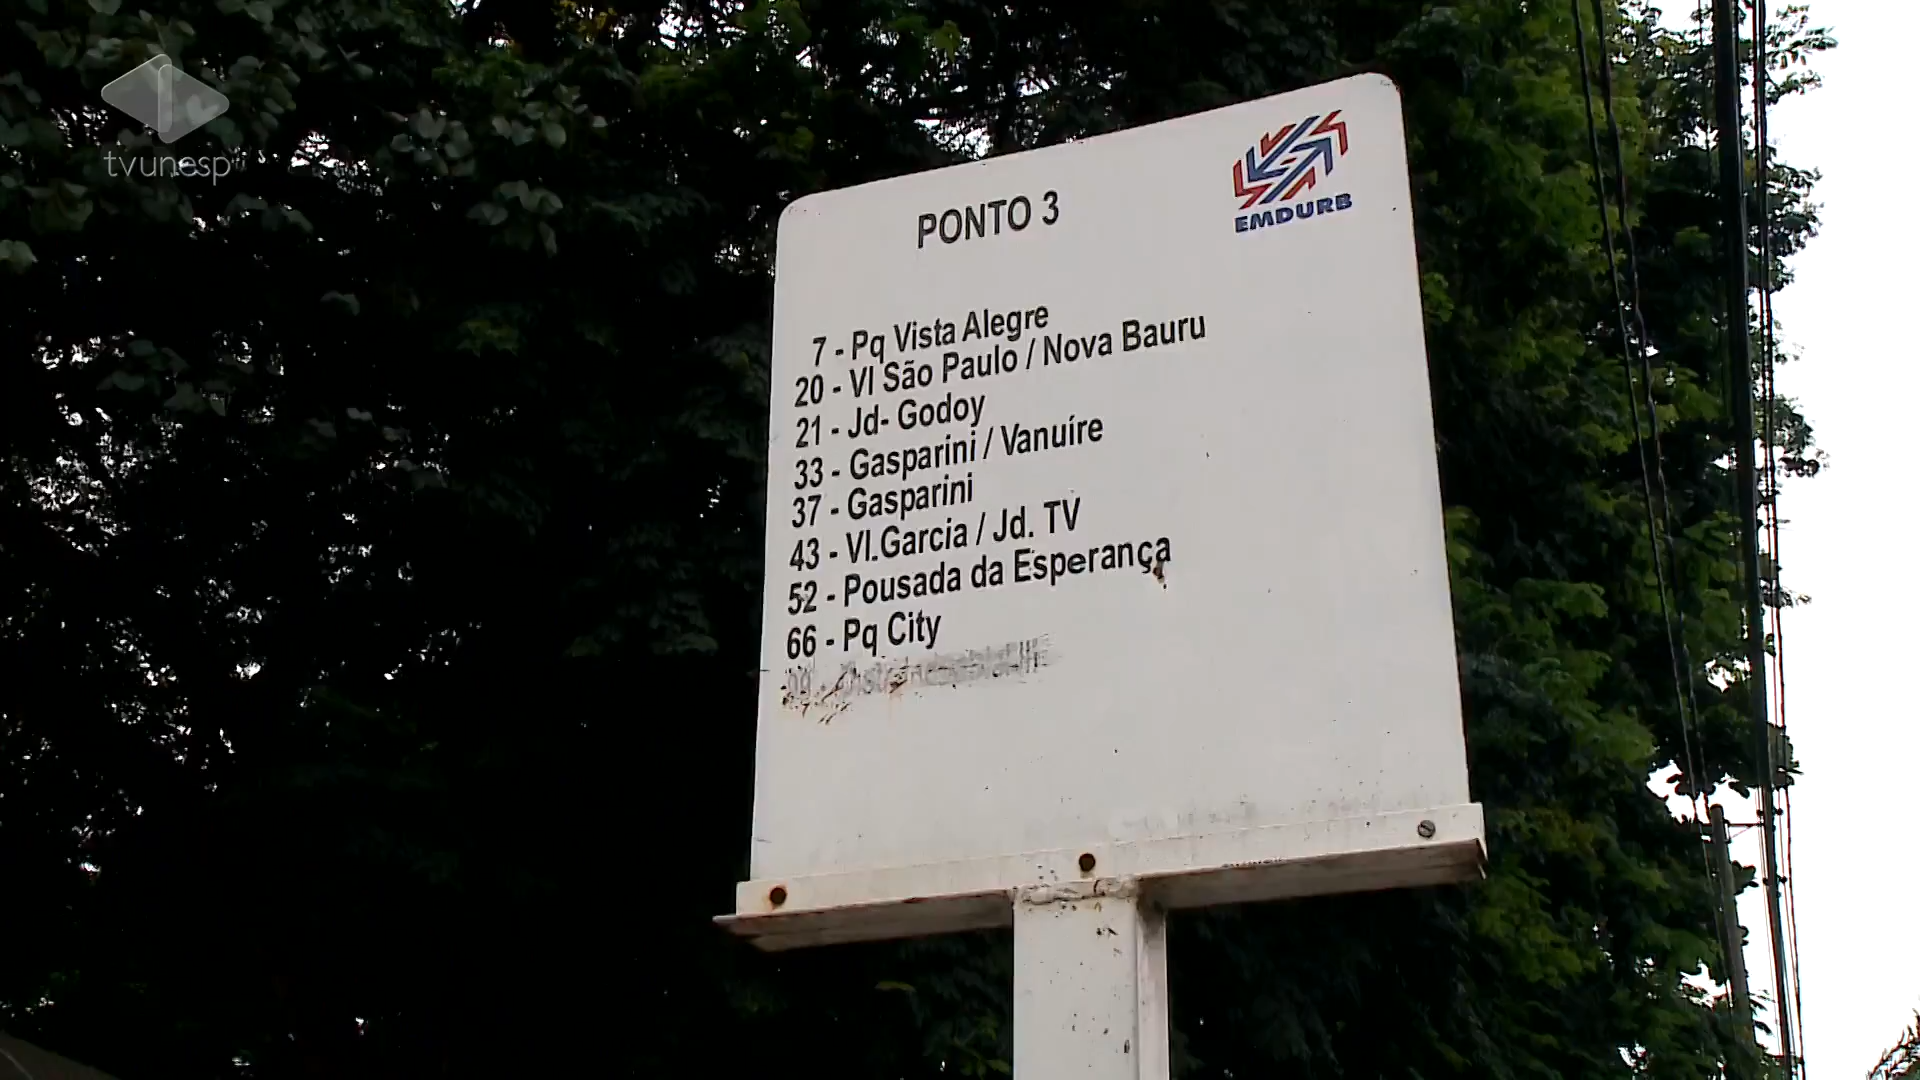 tvunesp
PONTO 3
EMDURB
7 - Pq Vista Alegre
20 - Vl São Paulo / Nova Bauru
21 - Jd- Godoy
33 - Gasparini / Vanuíre
37 - Gasparini
43 - Vl.Garcia / Jd. TV
52 - Pousada da Esperança
66 - Pq City